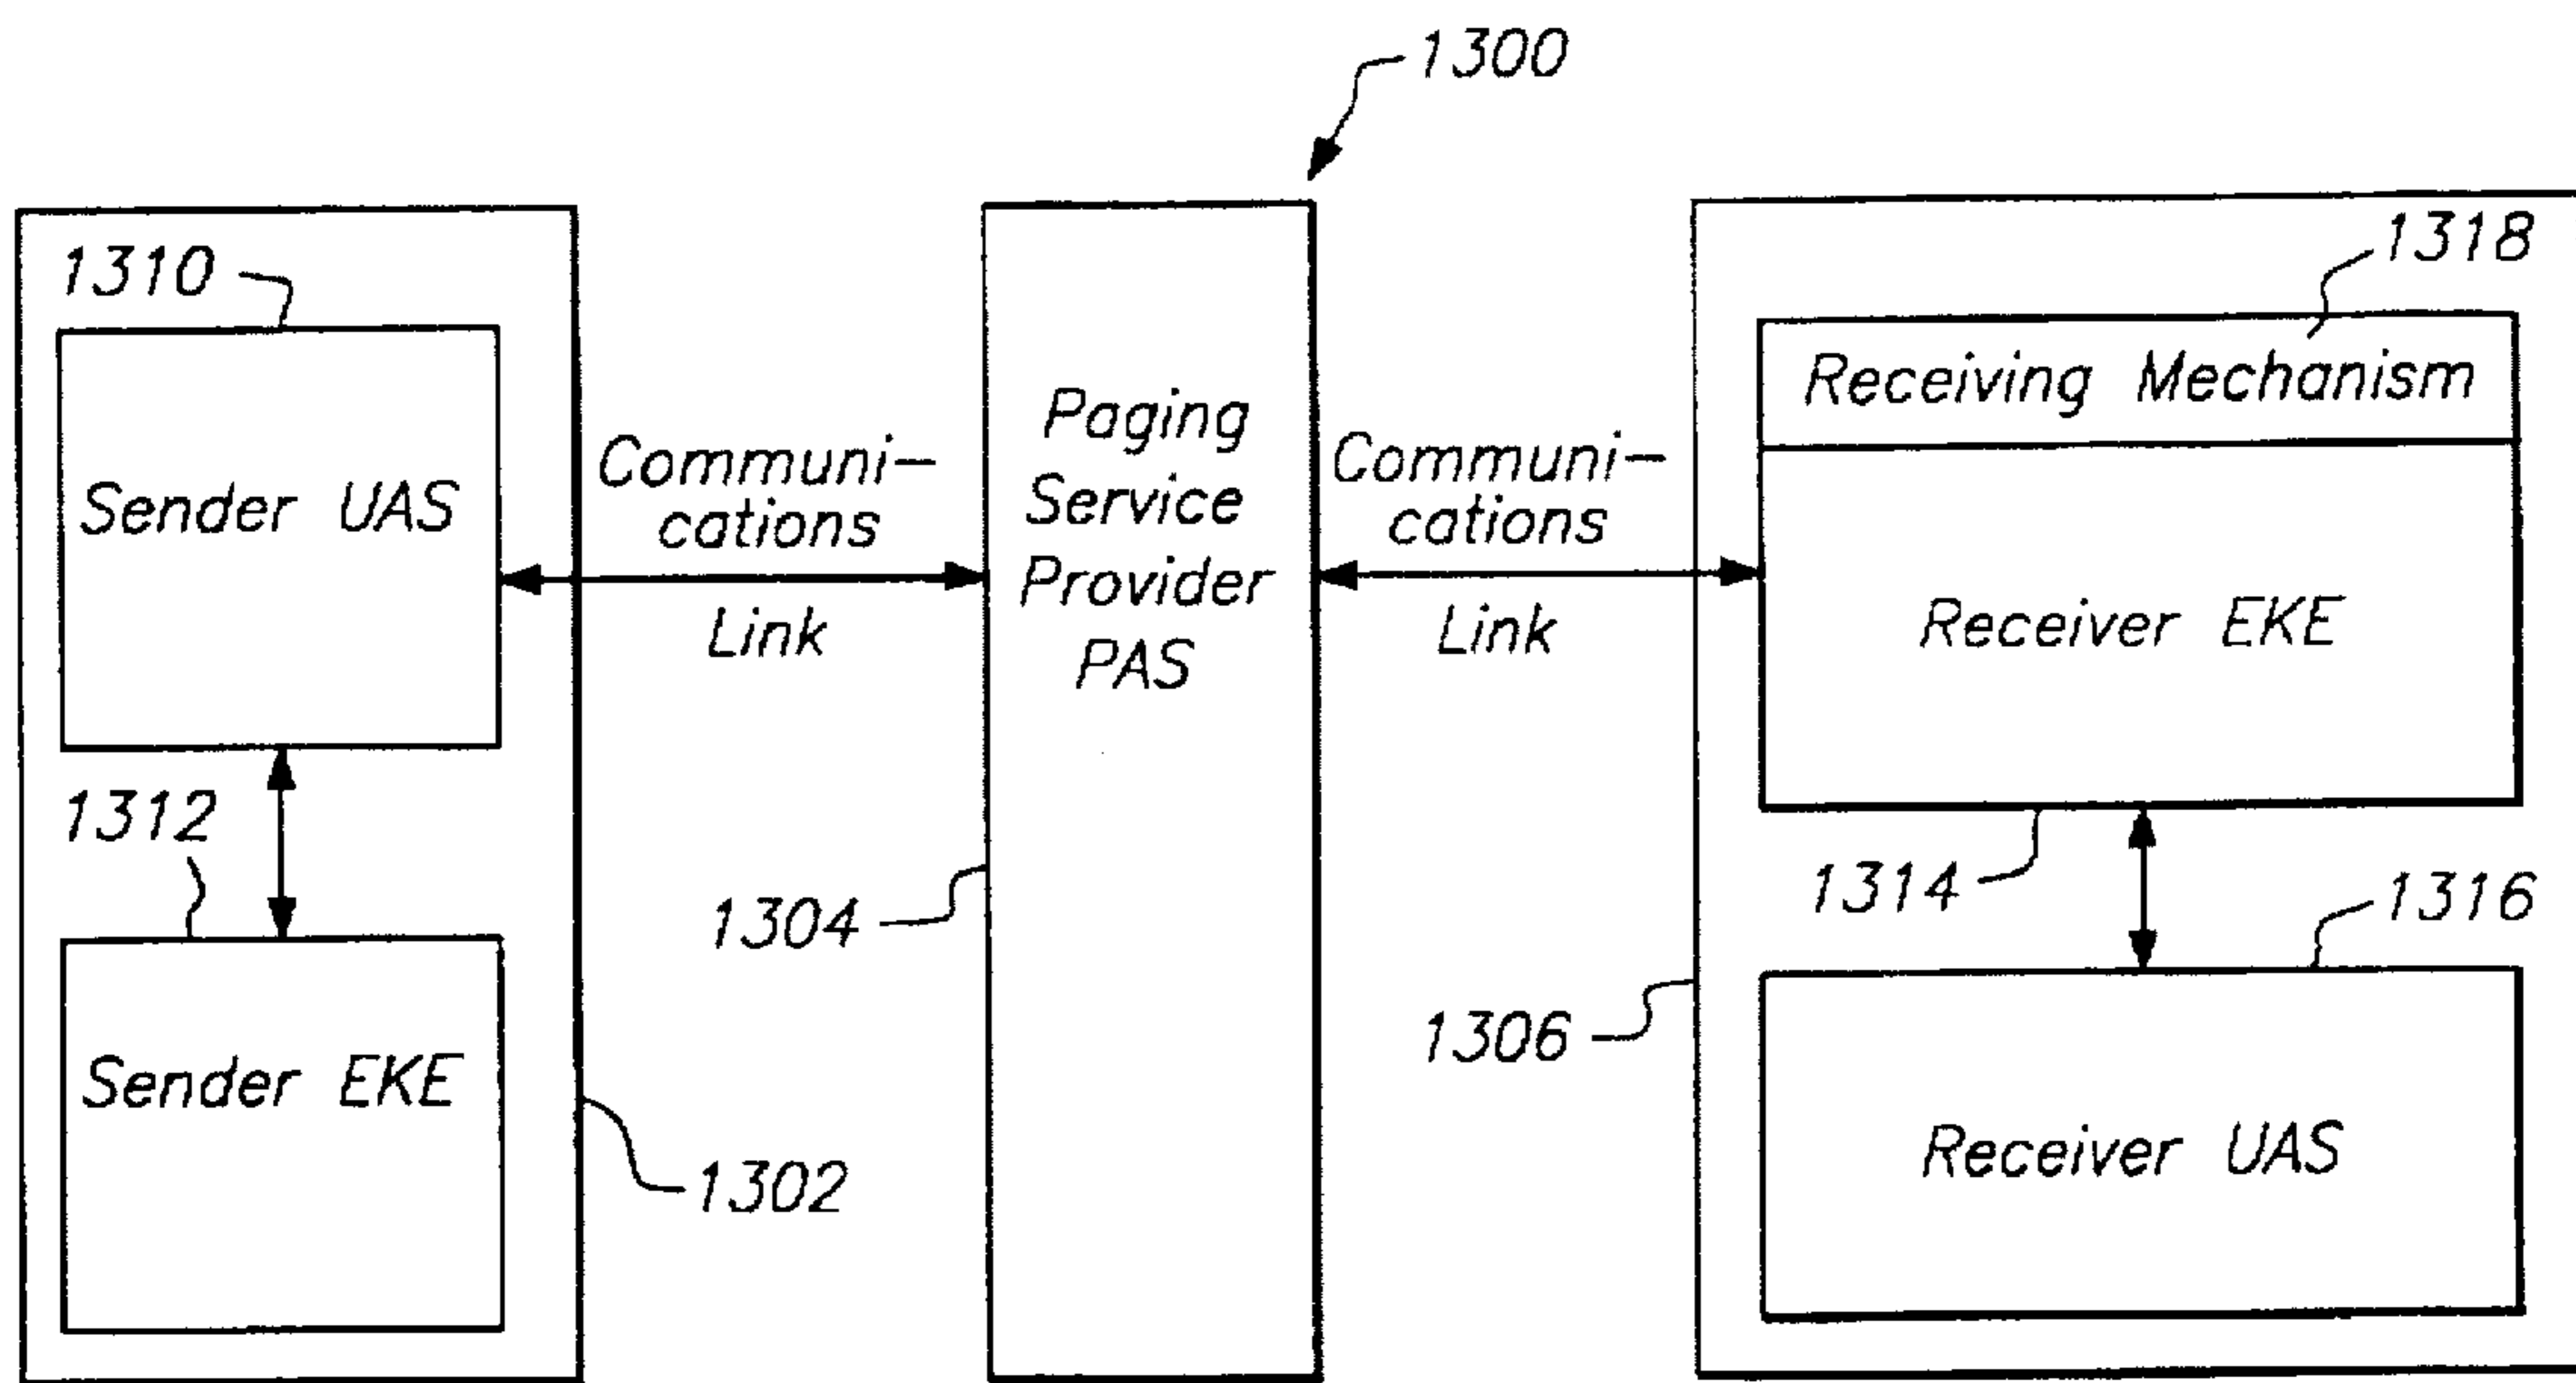 1300
1310
Sender UAS
1312
Sender EKE
1302
Communi-
cations
Link
Paging
Service
Provider
PAS
1304
Communi-
cations
Link
1318
Receiving Mechanism
Receiver EKE
1314
1316
1306
Receiver UAS